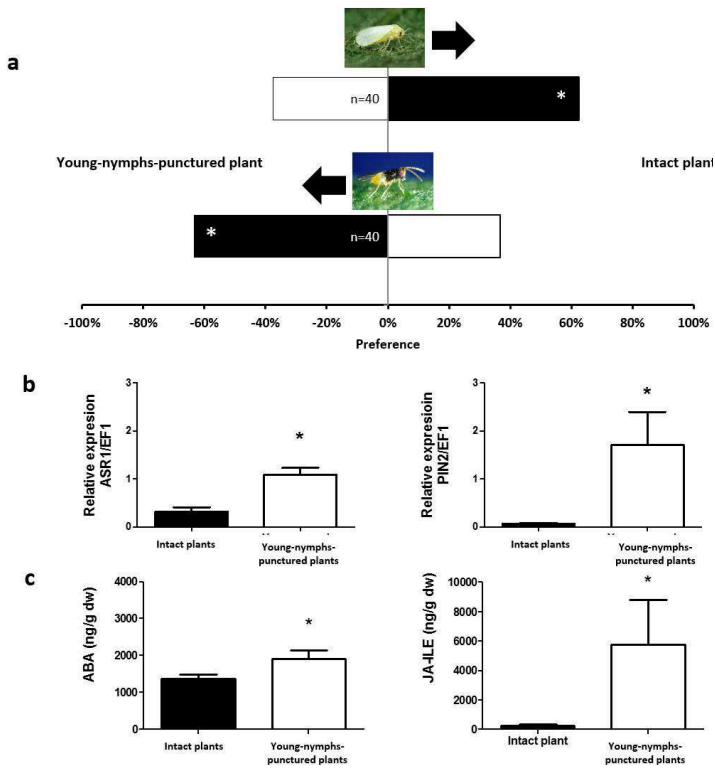 a
n=40
*
Young-nymphs-punctured plant
Intact plant
*
n=40
-100% -80% -60% -40% -20% 0% 20% 40% 60% 80% 100%
Preference
b
Relative expresion
ASR1/EF1
3
2
1
0
*
Intact plants
Young-nymphs-
punctured plants
Relative expresioin
PIN2/EF1
3
2
1
0
*
Intact plants
Young-nymphs-
punctured plants
c
ABA (ng/g dw)
4000
3000
2000
1000
0
*
Intact plants
Young-nymphs-
punctured plants
JA-ILE (ng/g dw)
10000
8000
6000
4000
2000
0
*
Intact plant
Young-nymphs-
punctured plants